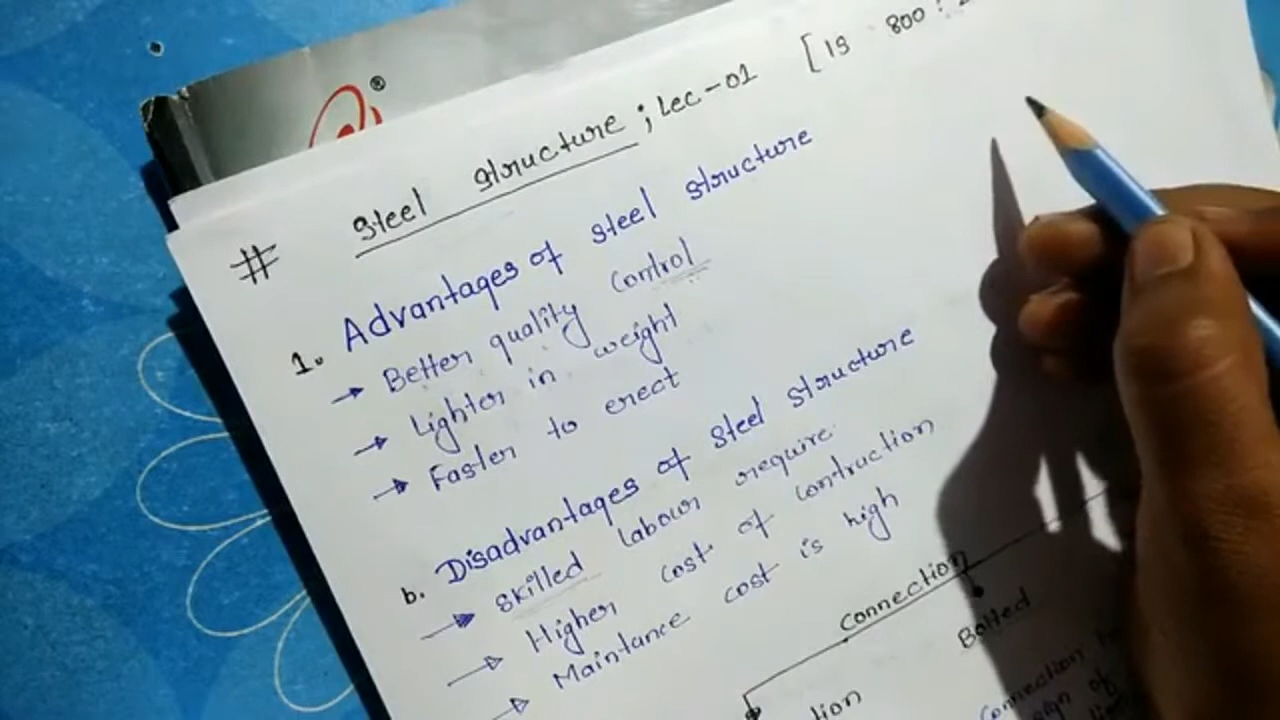 # Steel Structure ; Lec-01 [IS 800 :
1. Advantages of steel structure
→ Better quality control
→ Lighter in weight
→ Faster to erect
b. Disadvantages of steel structure
→ Skilled labour require
→ Higher cost of contruction
→ Maintance cost is high
Connection
Bolted
Connection